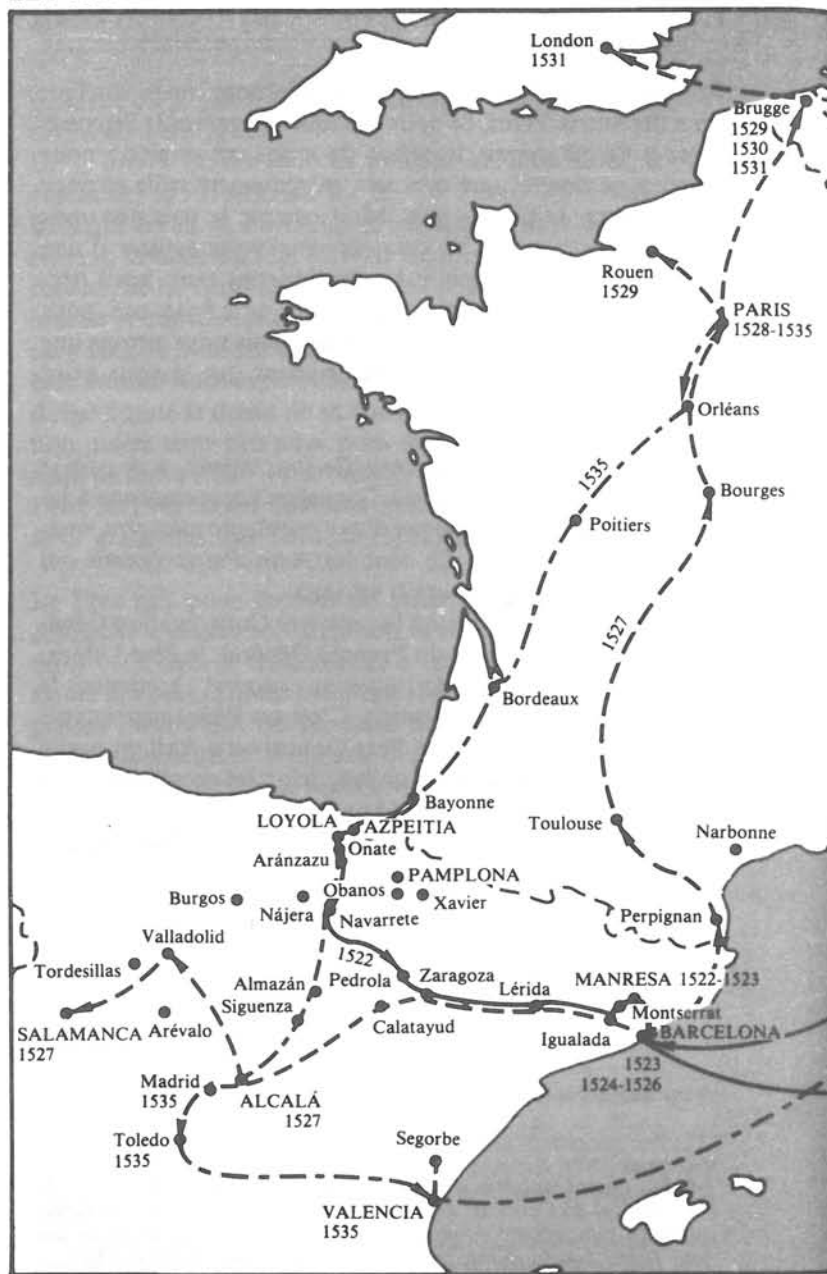 London
1531
Brugge
1529
1530
1531
Rouen
1529
PARIS
1528-1535
Orléans
1535
Bourges
Poitiers
1527
Bordeaux
Bayonne
LOYOLA
AZPEITIA
Toulouse
Narbonne
Oñate
Aránzazu
PAMPLONA
Obanos
Burgos
Xavier
Nájera
Navarrete
Perpignan
Valladolid
1522
Tordesillas
Zaragoza
Almazán
Pedrola
Lérida
MANRESA 1522-1523
Siguenza
Montserrat
SALAMANCA
1527
Arévalo
Calatayud
Igualada
BARCELONA
1523
1524-1526
Madrid
1535
ALCALÁ
1527
Toledo
1535
Segorbe
VALENCIA
1535